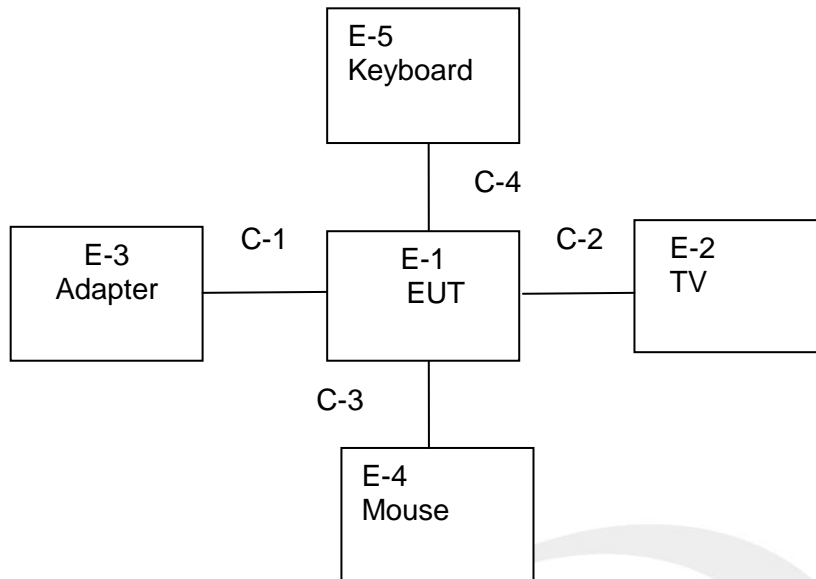 E-5
Keyboard
C-4
E-3
Adapter
C-1
E-1
EUT
C-2
E-2
TV
C-3
E-4
Mouse